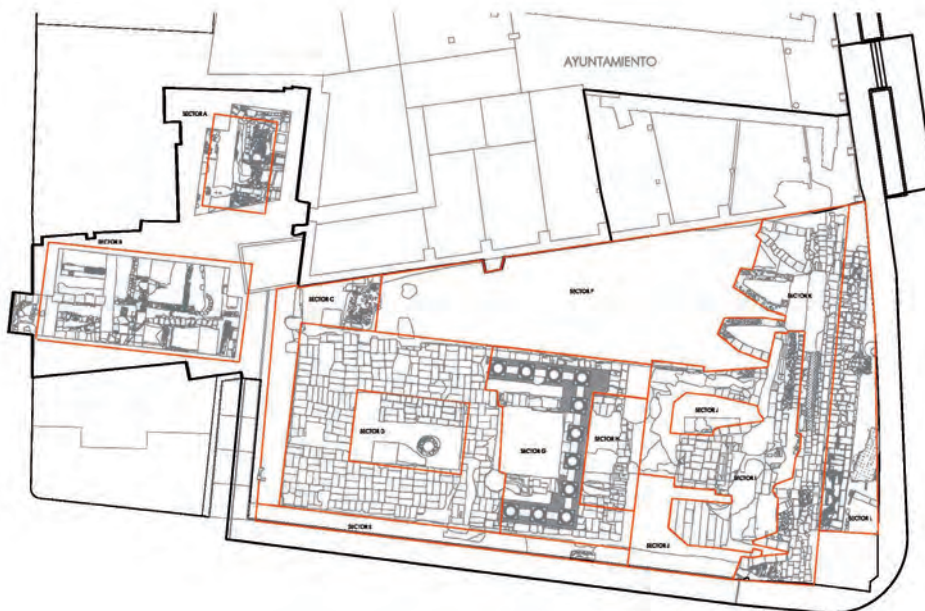 AYUNTAMIENTO
SECTOR A
SECTOR B
SECTOR C
SECTOR F
SECTOR K
SECTOR J
SECTOR D
SECTOR H
SECTOR G
SECTOR I
SECTOR L
SECTOR E
SECTOR J